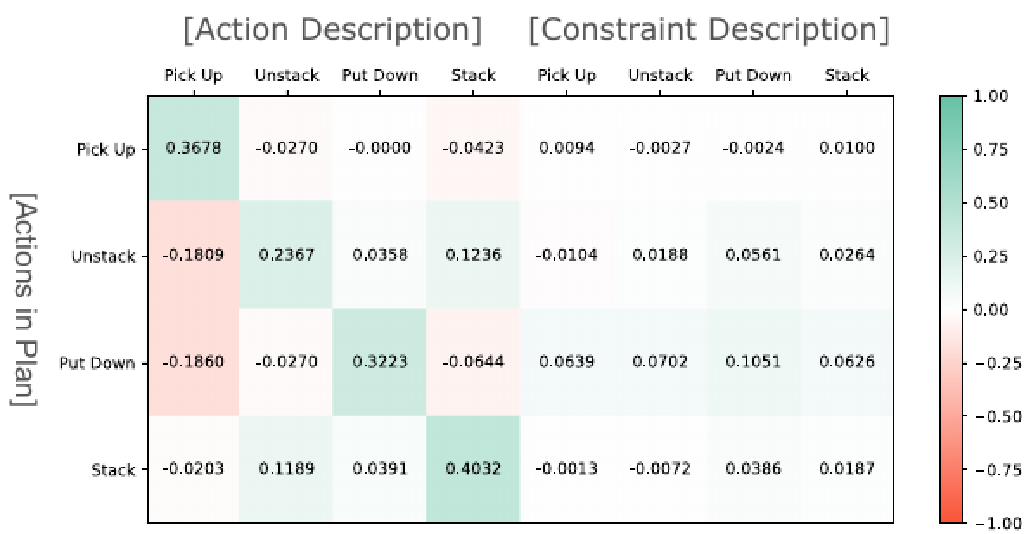 [Action Description] [Constraint Description]
Pick Up Unstack Put Down Stack Pick Up Unstack Put Down Stack
[Actions in Plan]
Pick Up 0.3678 -0.0270 -0.0000 -0.0423 0.0094 -0.0027 -0.0024 0.0100
Unstack -0.1809 0.2367 0.0358 0.1236 -0.0104 0.0188 0.0561 0.0264
Put Down -0.1860 -0.0270 0.3223 -0.0644 0.0639 0.0702 0.1051 0.0626
Stack -0.0203 0.1189 0.0391 0.4032 -0.0013 -0.0072 0.0386 0.0187
1.00
0.75
0.50
0.25
0.00
−0.25
−0.50
−0.75
−1.00